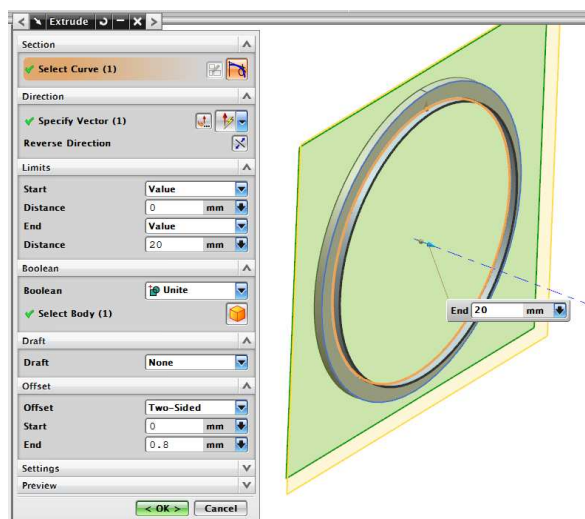 Extrude
Section
Select Curve (1)
Direction
Specify Vector (1)
Reverse Direction
Limits
Start Value
Distance 0 mm
End Value
Distance 20 mm
Boolean
Boolean Unite
Select Body (1)
Draft
Draft None
Offset
Offset Two-Sided
Start 0 mm
End 0.8 mm
Settings
Preview
< OK > Cancel
End 20 mm